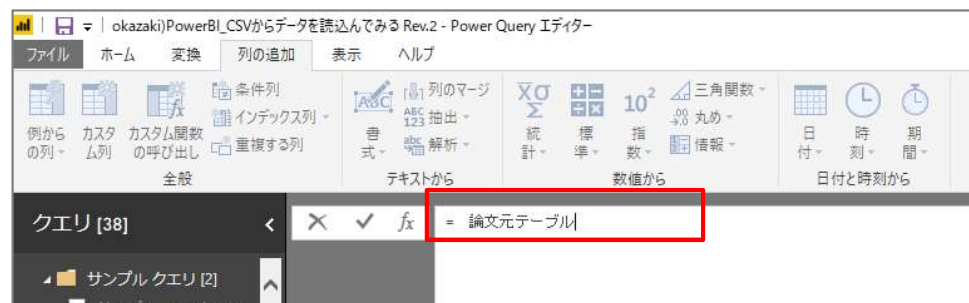 okazaki)PowerBI_CSVからデータを読込んでみる Rev.2 - Power Query エディター
ファイル ホーム 変換 列の追加 表示 ヘルプ
例から
の列
カスタ
ム列
カスタム関数
の呼び出し
条件列
インデックス列
重複する列
全般
ABC
書
式
列のマージ
ABC
123 抽出
abc 解析
テキストから
XΟ
Σ
統
計
標
準
10²
指
数
三角関数
.00
→.0 丸め
情報
数値から
日
付
時
刻
期
間
日付と時刻から
クエリ [38]
fx = 論文元テーブル
サンプル クエリ [2]